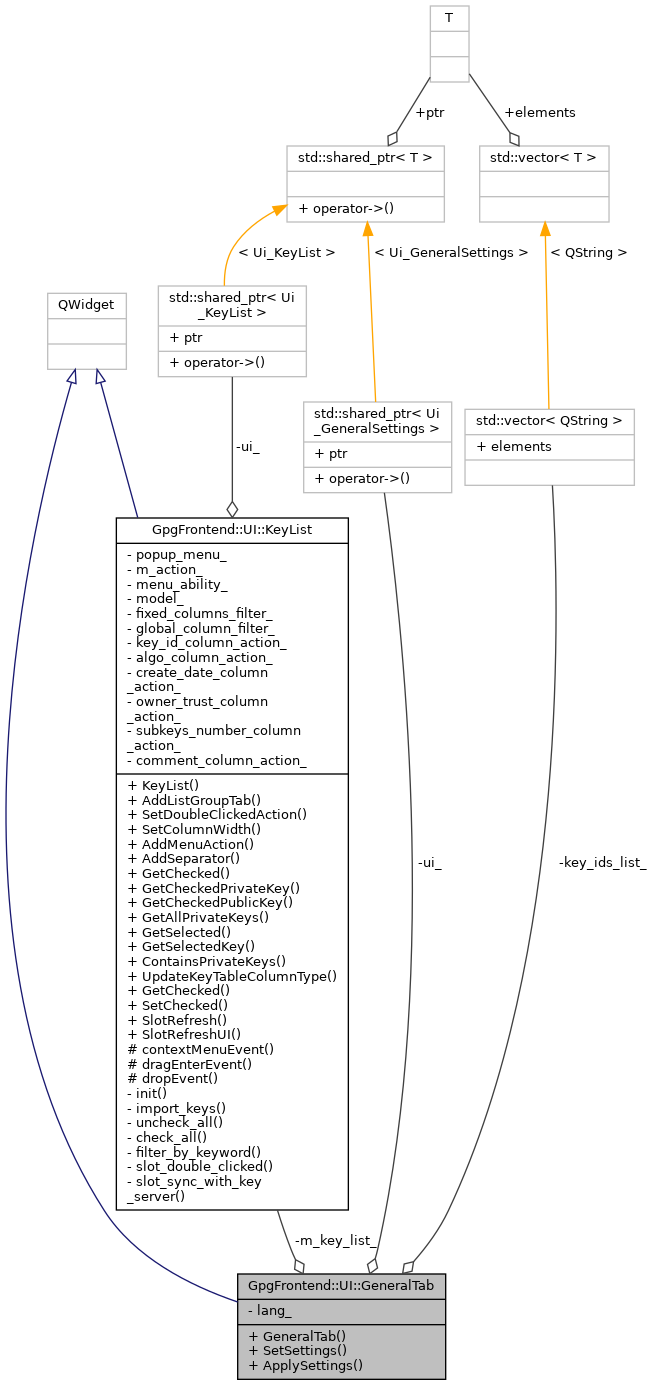 T
+ptr
+elements
std::shared_ptr< T >
+ operator->()
std::vector< T >
< Ui_KeyList >
< Ui_GeneralSettings >
< QString >
QWidget
std::shared_ptr< Ui
_KeyList >
+ ptr
+ operator->()
std::shared_ptr< Ui
_GeneralSettings >
+ ptr
+ operator->()
std::vector< QString >
+ elements
-ui_
GpgFrontend::UI::KeyList
- popup_menu_
- m_action_
- menu_ability_
- model_
- fixed_columns_filter_
- global_column_filter_
- key_id_column_action_
- algo_column_action_
- create_date_column
_action_
- owner_trust_column
_action_
- subkeys_number_column
_action_
- comment_column_action_
+ KeyList()
+ AddListGroupTab()
+ SetDoubleClickedAction()
+ SetColumnWidth()
+ AddMenuAction()
+ AddSeparator()
+ GetChecked()
+ GetCheckedPrivateKey()
+ GetCheckedPublicKey()
+ GetAllPrivateKeys()
+ GetSelected()
+ GetSelectedKey()
+ ContainsPrivateKeys()
+ UpdateKeyTableColumnType()
+ GetChecked()
+ SetChecked()
+ SlotRefresh()
+ SlotRefreshUI()
# contextMenuEvent()
# dragEnterEvent()
# dropEvent()
- init()
- import_keys()
- uncheck_all()
- check_all()
- filter_by_keyword()
- slot_double_clicked()
- slot_sync_with_key
_server()
-ui_
-key_ids_list_
-m_key_list_
GpgFrontend::UI::GeneralTab
- lang_
+ GeneralTab()
+ SetSettings()
+ ApplySettings()